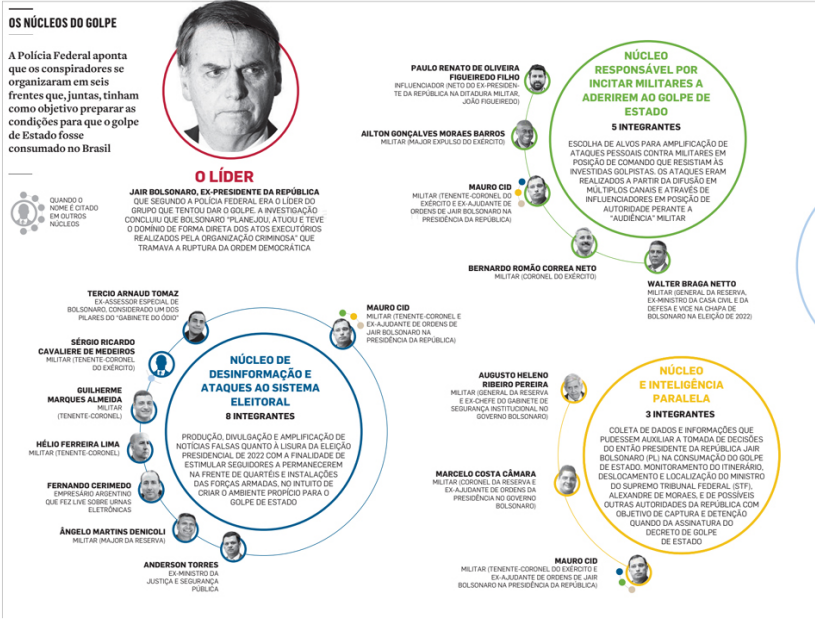 OS NÚCLEOS DO GOLPE
A Polícia Federal aponta
que os conspiradores se
organizaram em seis
frentes que, juntas, tinham
como objetivo preparar as
condições para que o golpe
de Estado fosse
consumado no Brasil
QUANDO O
NOME É CITADO
EM OUTROS
NÚCLEOS
O LÍDER
JAIR BOLSONARO, EX-PRESIDENTE DA REPÚBLICA
QUE SEGUNDO A POLÍCIA FEDERAL ERA O LÍDER DO
GRUPO QUE TENTOU DAR O GOLPE. A INVESTIGAÇÃO
CONCLUIU QUE BOLSONARO "PLANEJOU, ATUOU E TEVE
O DOMÍNIO DE FORMA DIRETA DOS ATOS EXECUTÓRIOS
REALIZADOS PELA ORGANIZAÇÃO CRIMINOSA" QUE
TRAMAVA A RUPTURA DA ORDEM DEMOCRÁTICA
PAULO RENATO DE OLIVEIRA
FIGUEIREDO FILHO
INFLUENCIADOR (NETO DO EX-PRESIDEN-
TE DA REPÚBLICA NA DITADURA MILITAR,
JOÃO FIGUEIREDO)
AILTON GONÇALVES MORAES BARROS
MILITAR (MAJOR EXPULSO DO EXÉRCITO)
MAURO CID
MILITAR (TENENTE-CORONEL DO
EXÉRCITO E EX-AJUDANTE DE
ORDENS DE JAIR BOLSONARO NA
PRESIDÊNCIA DA REPÚBLICA)
BERNARDO ROMÃO CORREA NETO
MILITAR (CORONEL DO EXÉRCITO)
WALTER BRAGA NETTO
MILITAR (GENERAL DA RESERVA,
EX-MINISTRO DA CASA CIVIL E DA
DEFESA E VICE NA CHAPA DE
BOLSONARO NA ELEIÇÃO DE 2022)
NÚCLEO
RESPONSÁVEL POR
INCITAR MILITARES A
ADERIREM AO GOLPE DE
ESTADO
5 INTEGRANTES
ESCOLHA DE ALVOS PARA AMPLIFICAÇÃO DE
ATAQUES PESSOAIS CONTRA MILITARES EM
POSIÇÃO DE COMANDO QUE RESISTIAM ÀS
INVESTIDAS GOLPISTAS. OS ATAQUES ERAM
REALIZADOS A PARTIR DA DIFUSÃO EM
MÚLTIPLOS CANAIS E ATRAVÉS DE
INFLUENCIADORES EM POSIÇÃO DE
AUTORIDADE PERANTE A
"AUDIÊNCIA" MILITAR
TERCIO ARNAUD TOMAZ
EX-ASSESSOR ESPECIAL DE
BOLSONARO, CONSIDERADO UM DOS
PILARES DO "GABINETE DO ÓDIO"
SÉRGIO RICARDO
CAVALIERE DE MEDEIROS
MILITAR (TENENTE-CORONEL
DO EXÉRCITO)
GUILHERME
MARQUES ALMEIDA
MILITAR
(TENENTE-CORONEL)
HÉLIO FERREIRA LIMA
MILITAR (TENENTE-CORONEL)
FERNANDO CERIMEDO
EMPRESÁRIO ARGENTINO
QUE FEZ LIVE SOBRE URNAS
ELETRÔNICAS
ÂNGELO MARTINS DENICOLI
MILITAR (MAJOR DA RESERVA)
ANDERSON TORRES
EX-MINISTRO DA
JUSTIÇA E SEGURANÇA
PÚBLICA
MAURO CID
MILITAR (TENENTE-CORONEL E
EX-AJUDANTE DE ORDENS DE
JAIR BOLSONARO NA
PRESIDÊNCIA DA REPÚBLICA)
NÚCLEO DE
DESINFORMAÇÃO E
ATAQUES AO SISTEMA
ELEITORAL
8 INTEGRANTES
PRODUÇÃO, DIVULGAÇÃO E AMPLIFICAÇÃO DE
NOTÍCIAS FALSAS QUANTO À LISURA DA ELEIÇÃO
PRESIDENCIAL DE 2022 COM A FINALIDADE DE
ESTIMULAR SEGUIDORES A PERMANECEREM
NA FRENTE DE QUARTÉIS E INSTALAÇÕES
DAS FORÇAS ARMADAS, NO INTUITO DE
CRIAR O AMBIENTE PROPÍCIO PARA O
GOLPE DE ESTADO
AUGUSTO HELENO
RIBEIRO PEREIRA
MILITAR (GENERAL DA RESERVA
E EX-CHEFE DO GABINETE DE
SEGURANÇA INSTITUCIONAL NO
GOVERNO BOLSONARO)
MARCELO COSTA CÂMARA
MILITAR (CORONEL DA RESERVA E
EX-AJUDANTE DE ORDENS DA
PRESIDÊNCIA NO GOVERNO
BOLSONARO)
MAURO CID
MILITAR (TENENTE-CORONEL DO EXÉRCITO E
EX-AJUDANTE DE ORDENS DE JAIR
BOLSONARO NA PRESIDÊNCIA DA REPÚBLICA)
NÚCLEO
E INTELIGÊNCIA
PARALELA
3 INTEGRANTES
COLETA DE DADOS E INFORMAÇÕES QUE
PUDESSEM AUXILIAR A TOMADA DE DECISÕES
DO ENTÃO PRESIDENTE DA REPÚBLICA JAIR
BOLSONARO (PL) NA CONSUMAÇÃO DO GOLPE
DE ESTADO. MONITORAMENTO DO ITINERÁRIO,
DESLOCAMENTO E LOCALIZAÇÃO DO MINISTRO
DO SUPREMO TRIBUNAL FEDERAL (STF),
ALEXANDRE DE MORAES, E DE POSSÍVEIS
OUTRAS AUTORIDADES DA REPÚBLICA COM
OBJETIVO DE CAPTURA E DETENÇÃO
QUANDO DA ASSINATURA DO
DECRETO DE GOLPE
DE ESTADO